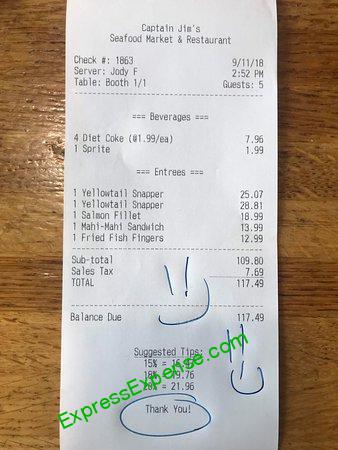 Captain Jim's
Seafood Market & Restaurant
Check #: 1863 9/11/18
Server: Jody F 2:52 PM
Table: Booth 1/1 Guests: 5
=== Beverages ===
4 Diet Coke (@1.99/ea) 7.96
1 Sprite 1.99
=== Entrees ===
1 Yellowtail Snapper 25.07
1 Yellowtail Snapper 28.81
1 Salmon Fillet 18.99
1 Mahi-Mahi Sandwich 13.99
1 Fried Fish Fingers 12.99
Sub-total 109.80
Sales Tax 7.69
TOTAL 117.49
Balance Due 117.49
Suggested Tips:
15% = 16.
18% = 19.76
= 21.96
Thank You!
ExpressExpense.com